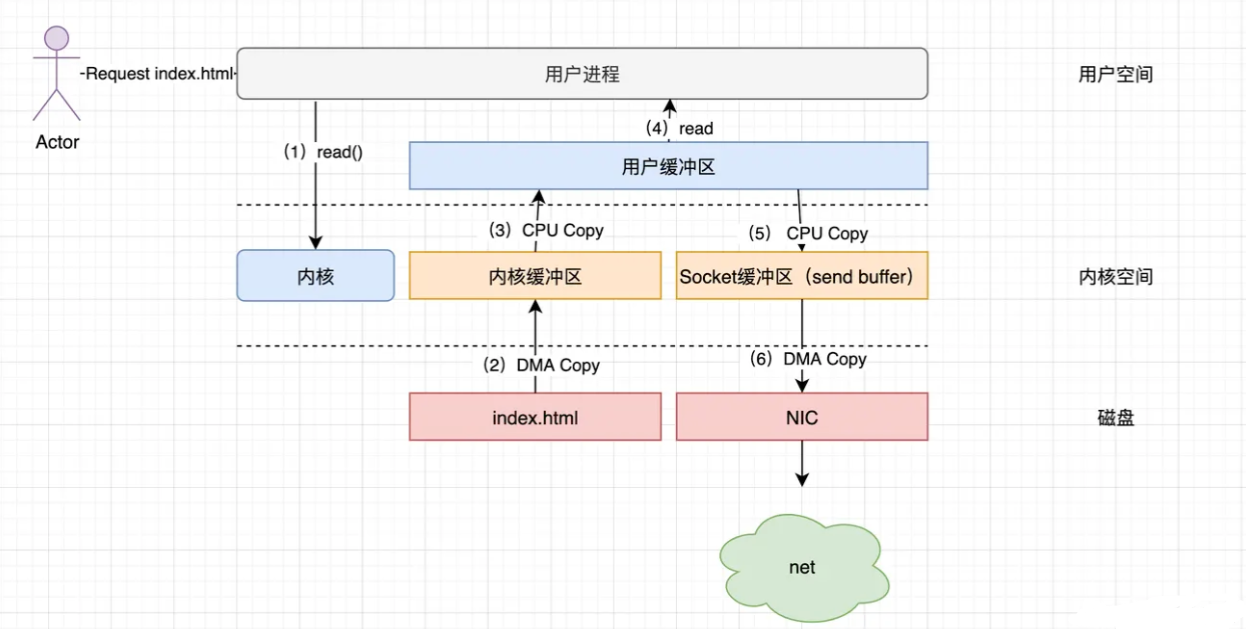 -Request index.html-
用户进程
用户空间
Actor
（4）read
（1）read()
用户缓冲区
（3）CPU Copy
（5） CPU Copy
内核
内核缓冲区
Socket缓冲区（send buffer）
内核空间
（2）DMA Copy
（6）DMA Copy
index.html
NIC
磁盘
net